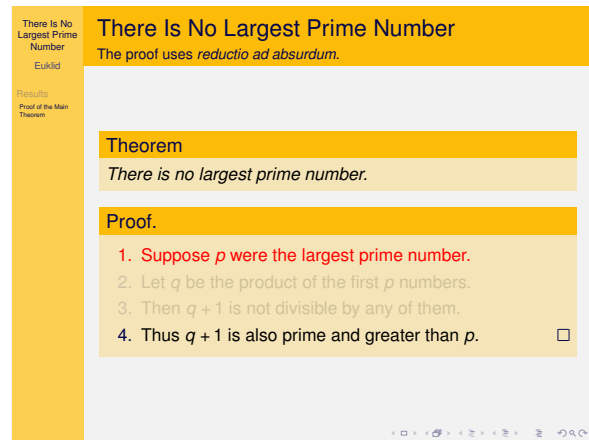 There Is No
Largest Prime
Number
Euklid
Results
Proof of the Main
Theorem
There Is No Largest Prime Number
The proof uses reductio ad absurdum.
Theorem
There is no largest prime number.
Proof.
1. Suppose p were the largest prime number.
2. Let q be the product of the first p numbers.
3. Then q + 1 is not divisible by any of them.
4. Thus q + 1 is also prime and greater than p. □